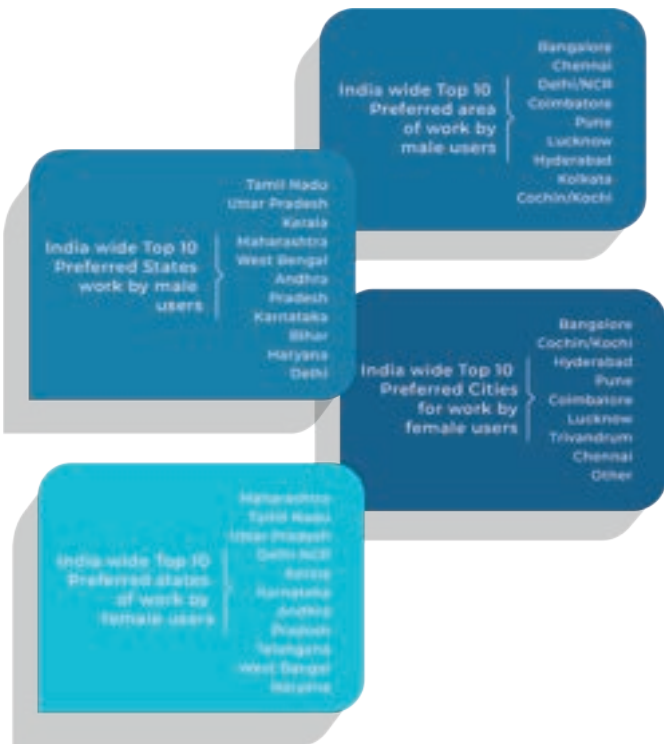 India wide Top 10
Preferred area
of work by
male users
Bangalore
Chennai
Delhi/NCR
Coimbatore
Pune
Lucknow
Hyderabad
Kolkata
Cochin/Kochi
India wide Top 10
Preferred States
work by male
users
Tamil Nadu
Uttar Pradesh
Kerala
Maharashtra
West Bengal
Andhra
Pradesh
Karnataka
Bihar
Haryana
Delhi
India wide Top 10
Preferred Cities
for work by
female users
Bangalore
Cochin/Kochi
Hyderabad
Pune
Coimbatore
Lucknow
Trivandrum
Chennai
Other
India wide Top 10
Preferred states
of work by
female users
Maharashtra
Tamil Nadu
Uttar Pradesh
Delhi-NCR
Kerala
Karnataka
Andhra
Pradesh
Telangana
West Bengal
Haryana